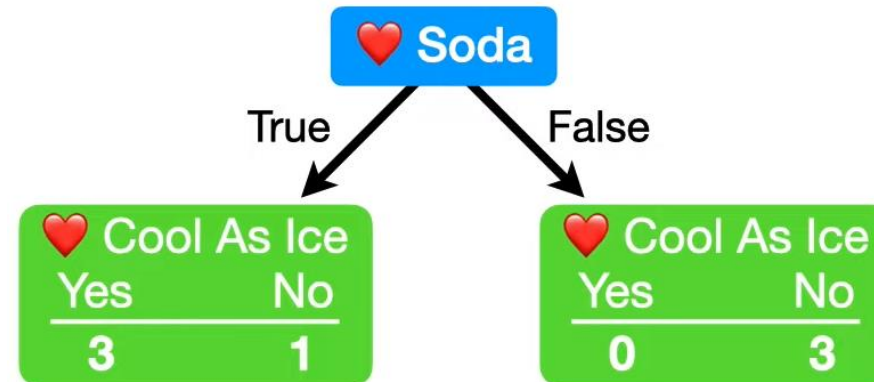 ❤️ Soda
True False
❤️ Cool As Ice ❤️ Cool As Ice
Yes No Yes No
3 1 0 3